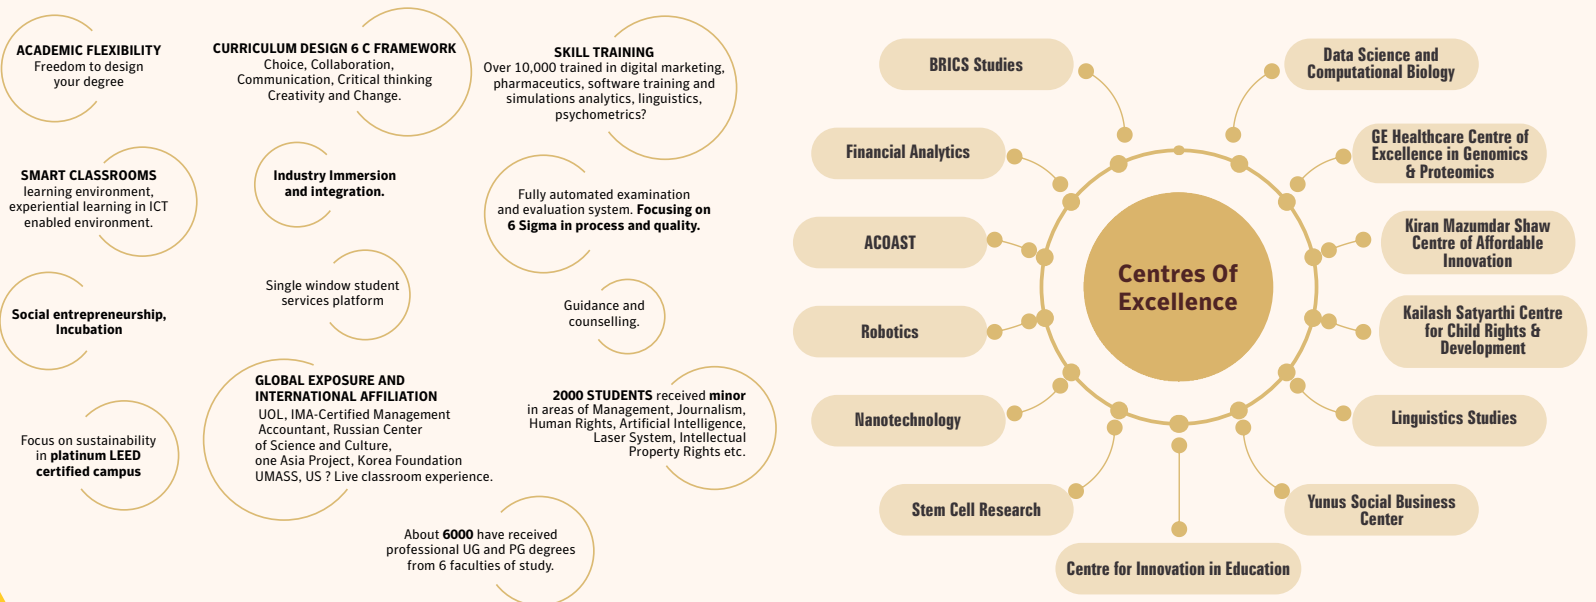 ACADEMIC FLEXIBILITY
Freedom to design
your degree
CURRICULUM DESIGN 6 C FRAMEWORK
Choice, Collaboration,
Communication, Critical thinking
Creativity and Change.
SKILL TRAINING
Over 10,000 trained in digital marketing,
pharmaceutics, software training and
simulations analytics, linguistics,
psychometrics?
SMART CLASSROOMS
learning environment,
experiential learning in ICT
enabled environment.
Industry Immersion
and integration.
Fully automated examination
and evaluation system. Focusing on
6 Sigma in process and quality.
Social entrepreneurship,
Incubation
Single window student
services platform
Guidance and
counselling.
Focus on sustainability
in platinum LEED
certified campus
GLOBAL EXPOSURE AND
INTERNATIONAL AFFILIATION
UOL, IMA-Certified Management
Accountant, Russian Center
of Science and Culture,
one Asia Project, Korea Foundation
UMASS, US ? Live classroom experience.
2000 STUDENTS received minor
in areas of Management, Journalism,
Human Rights, Artificial Intelligence,
Laser System, Intellectual
Property Rights etc.
About 6000 have received
professional UG and PG degrees
from 6 faculties of study.
Centres Of
Excellence
BRICS Studies
Financial Analytics
ACOAST
Robotics
Nanotechnology
Stem Cell Research
Centre for Innovation in Education
Data Science and
Computational Biology
GE Healthcare Centre of
Excellence in Genomics
& Proteomics
Kiran Mazumdar Shaw
Centre of Affordable
Innovation
Kailash Satyarthi Centre
for Child Rights &
Development
Linguistics Studies
Yunus Social Business
Center